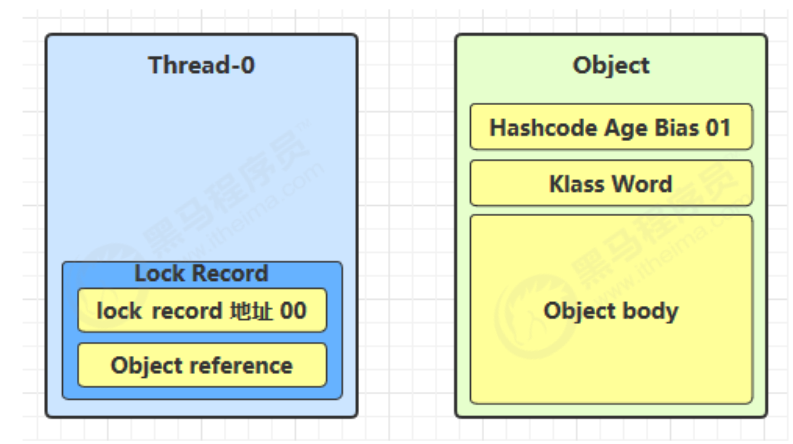 Thread-0
Lock Record
lock record 地址 00
Object reference
Object
Hashcode Age Bias 01
Klass Word
Object body
黑马程序员
www.itheima.com
黑马程序员
www.itheima.com